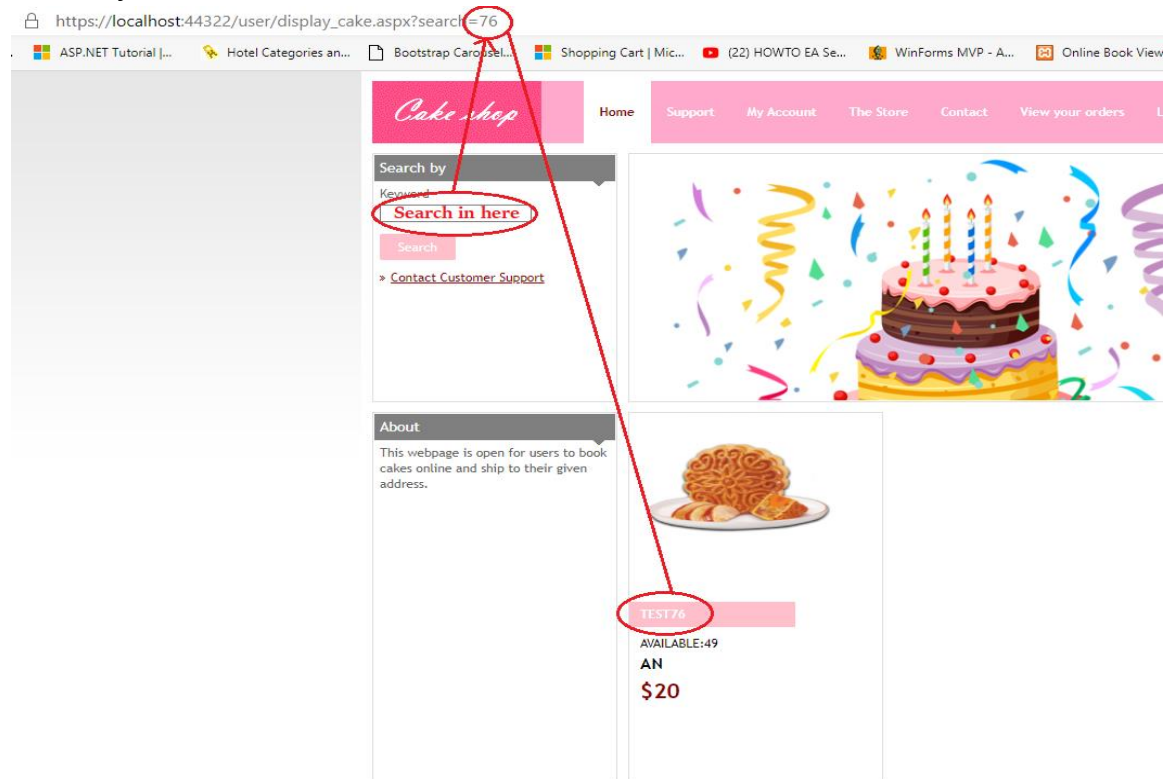 https://localhost:44322/user/display_cake.aspx?search=76
ASP.NET Tutorial |... Hotel Categories an... Bootstrap Carousel... Shopping Cart | Mic... (22) HOWTO EA Se... WinForms MVP - A... Online Book View
Cake shop Home Support My Account The Store Contact View your orders L
Search by
Keyword
Search in here
Search
» Contact Customer Support
About
This webpage is open for users to book
cakes online and ship to their given
address.
TEST76
AVAILABLE:49
AN
$20